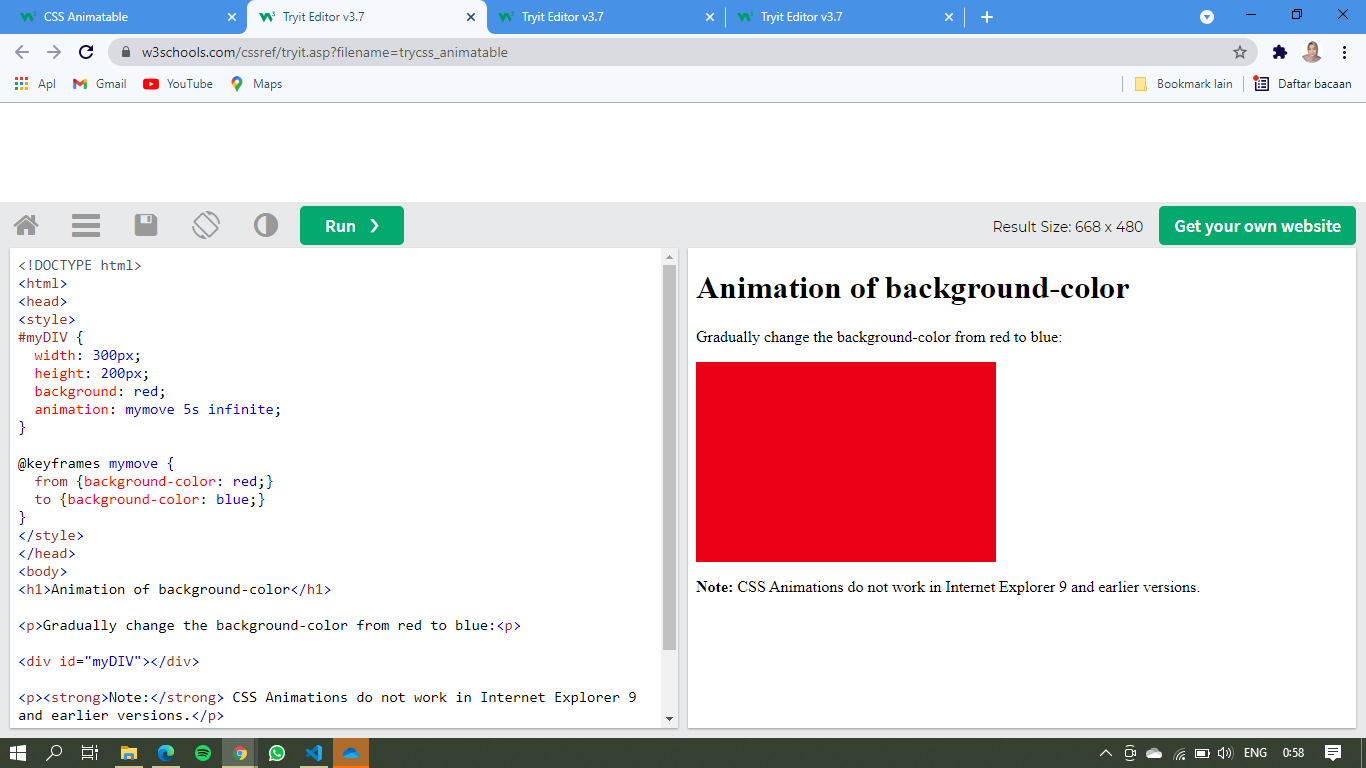 CSS Animatable
Tryit Editor v3.7
Tryit Editor v3.7
Tryit Editor v3.7
w3schools.com/cssref/tryit.asp?filename=trycss_animatable
Apl
Gmail
YouTube
Maps
Bookmark lain
Daftar bacaan
Run ❯
Result Size: 668 x 480
Get your own website
<!DOCTYPE html>
<html>
<head>
<style>
#myDIV {
  width: 300px;
  height: 200px;
  background: red;
  animation: mymove 5s infinite;
}
@keyframes mymove {
  from {background-color: red;}
  to {background-color: blue;}
}
</style>
</head>
<body>
<h1>Animation of background-color</h1>
<p>Gradually change the background-color from red to blue:<p>
<div id="myDIV"></div>
<p><strong>Note:</strong> CSS Animations do not work in Internet Explorer 9
and earlier versions.</p>
Animation of background-color
Gradually change the background-color from red to blue:
Note: CSS Animations do not work in Internet Explorer 9 and earlier versions.
ENG
0:58